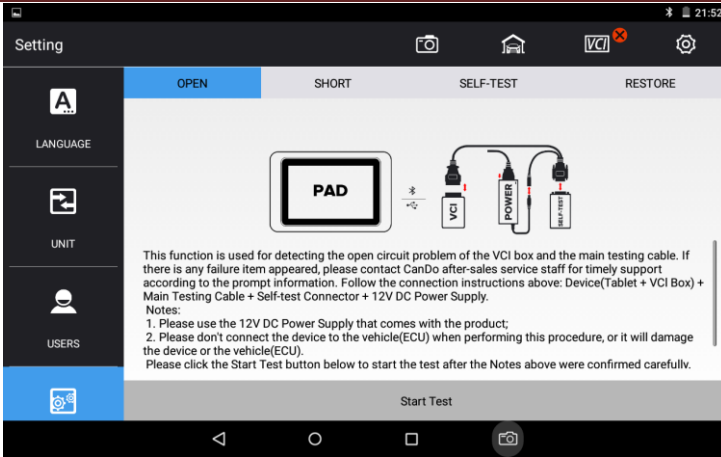 21:52
Setting
VCI
OPEN
SHORT
SELF-TEST
RESTORE
A
LANGUAGE
UNIT
USERS
PAD
VCI
POWER
SELF-TEST
This function is used for detecting the open circuit problem of the VCI box and the main testing cable. If
there is any failure item appeared, please contact CanDo after-sales service staff for timely support
according to the prompt information. Follow the connection instructions above: Device(Tablet + VCI Box) +
Main Testing Cable + Self-test Connector + 12V DC Power Supply.
Notes:
1. Please use the 12V DC Power Supply that comes with the product;
2. Please don't connect the device to the vehicle(ECU) when performing this procedure, or it will damage
the device or the vehicle(ECU).
Please click the Start Test button below to start the test after the Notes above were confirmed carefully.
Start Test